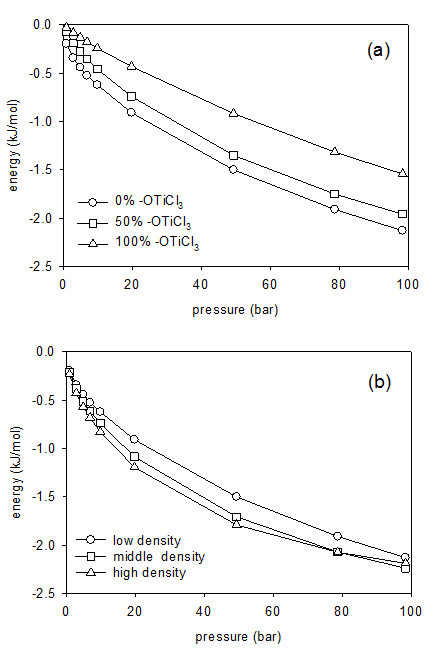 0.0
(a)
-0.5
-1.0
-1.5
-2.0
-2.5
energy (kJ/mol)
0% -OTiCl3
50% -OTiCl3
100% -OTiCl3
0 20 40 60 80 100
pressure (bar)
0.0
(b)
-0.5
-1.0
-1.5
-2.0
-2.5
energy (kJ/mol)
low density
middle density
high density
0 20 40 60 80 100
pressure (bar)